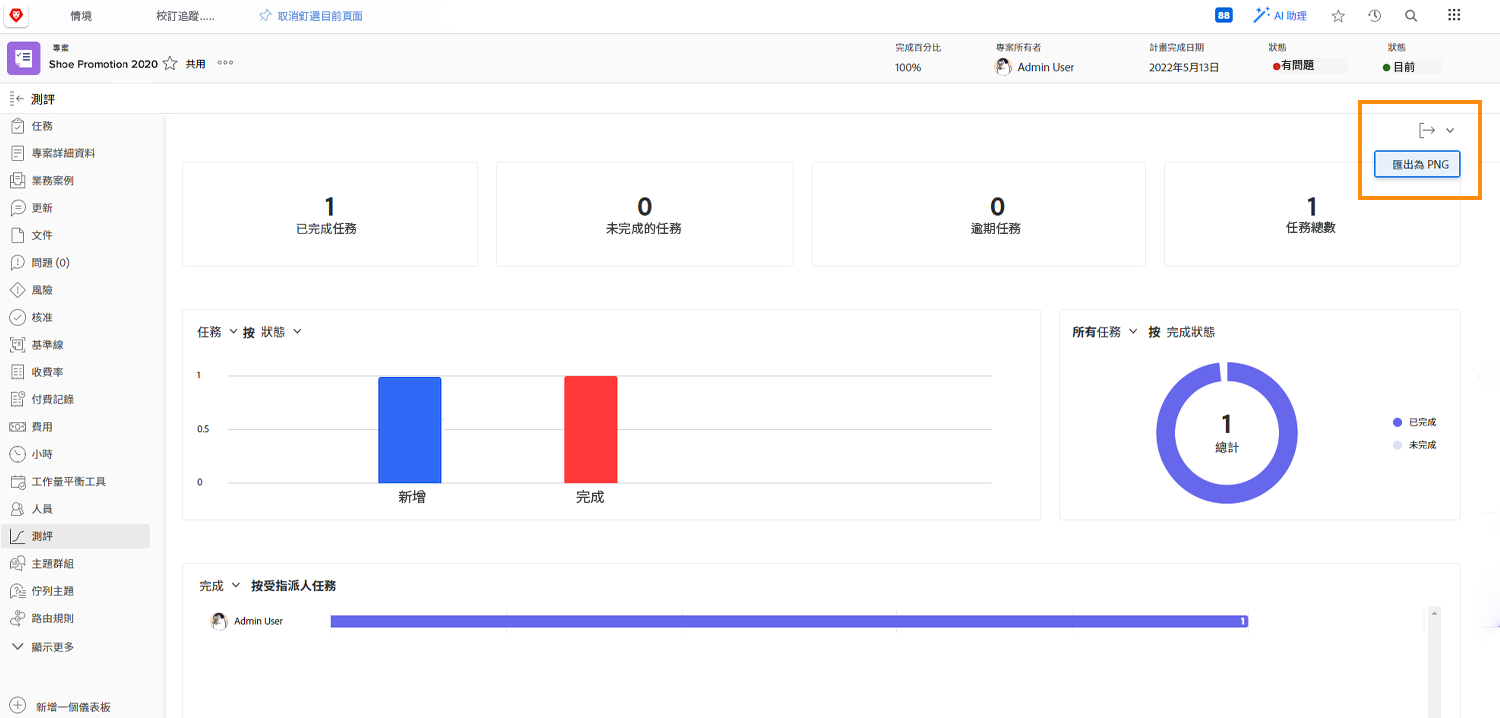 情境 校訂追蹤..... 取消釘選目前頁面 88 AI 助理
專案
Shoe Promotion 2020 共用
完成百分比 專案所有者 計畫完成日期 狀態 狀態
100% Admin User 2022年5月13日 有問題 目前
測評
任務
專案詳細資料
業務案例
更新
文件
問題 (0)
風險
核准
基準線
收費率
付費記錄
費用
小時
工作量平衡工具
人員
測評
主題群組
佇列主題
路由規則
顯示更多
新增一個儀表板
匯出為 PNG
1
已完成任務
0
未完成的任務
0
逾期任務
1
任務總數
任務 按 狀態
1
0.5
0
新增 完成
所有任務 按 完成狀態
1
總計
已完成
未完成
完成 按受指派人任務
Admin User 1